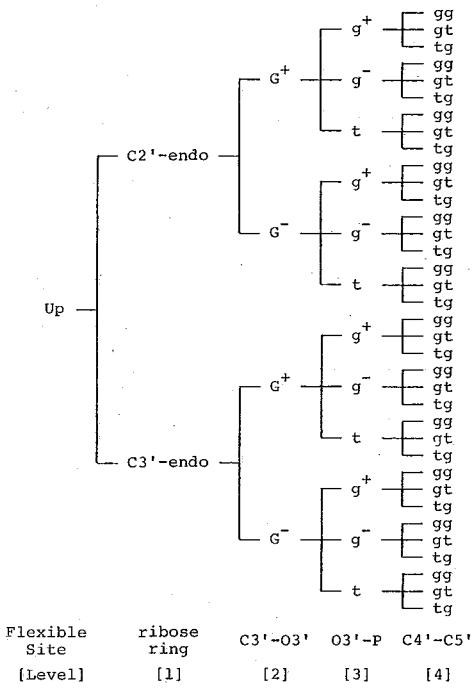 gg
g⁺ gt
tg
gg
G⁺ g⁻ gt
tg
gg
t gt
tg
C2'-endo
gg
g⁺ gt
tg
gg
G⁻ g⁻ gt
tg
gg
t gt
tg
Up
gg
g⁺ gt
tg
gg
G⁺ g⁻ gt
tg
gg
t gt
tg
C3'-endo
gg
g⁺ gt
tg
gg
G⁻ g⁻ gt
tg
gg
t gt
tg
Flexible Site
ribose ring
C3'-O3' O3'-P C4'-C5'
[Level] [1] [2] [3] [4]